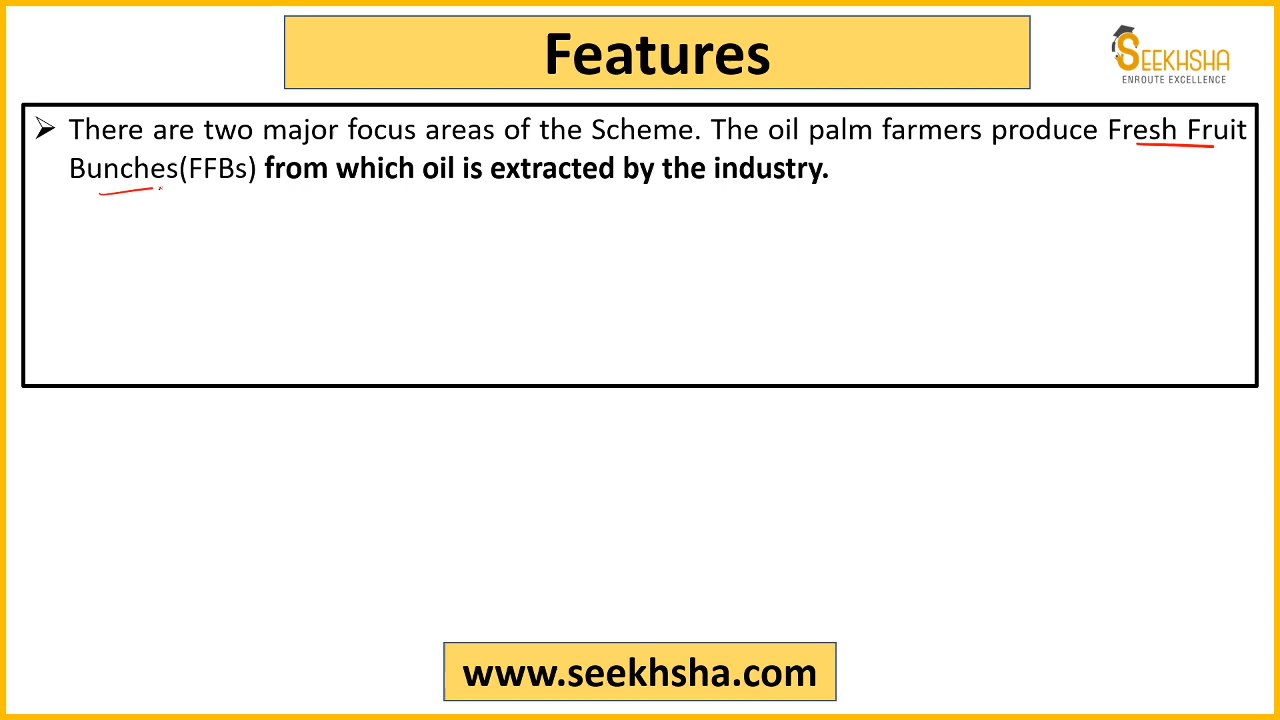 Features
SEEKHSHA
ENROUTE EXCELLENCE
➢ There are two major focus areas of the Scheme. The oil palm farmers produce Fresh Fruit
Bunches(FFBs) from which oil is extracted by the industry.
www.seekhsha.com